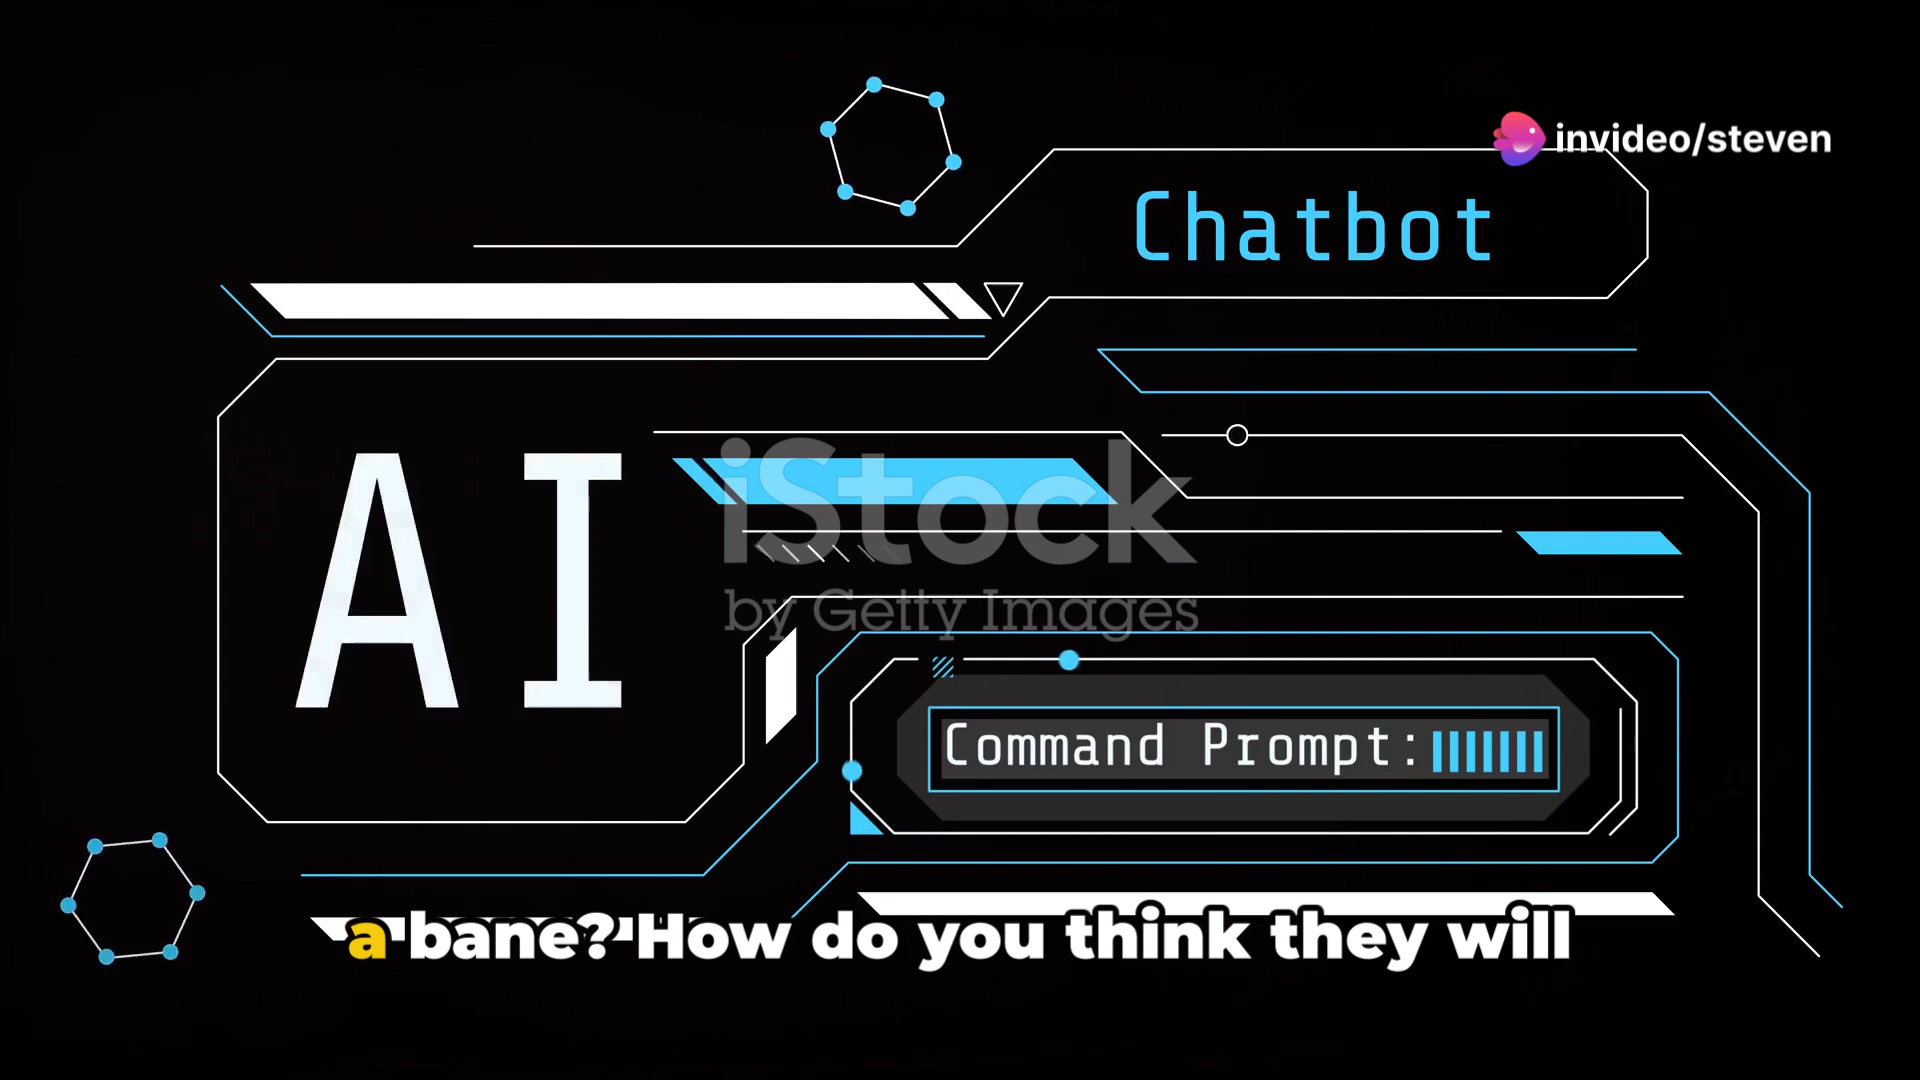 invideo/steven
Chatbot
AI
iStock
by Getty Images
Command Prompt:
a bane? How do you think they will